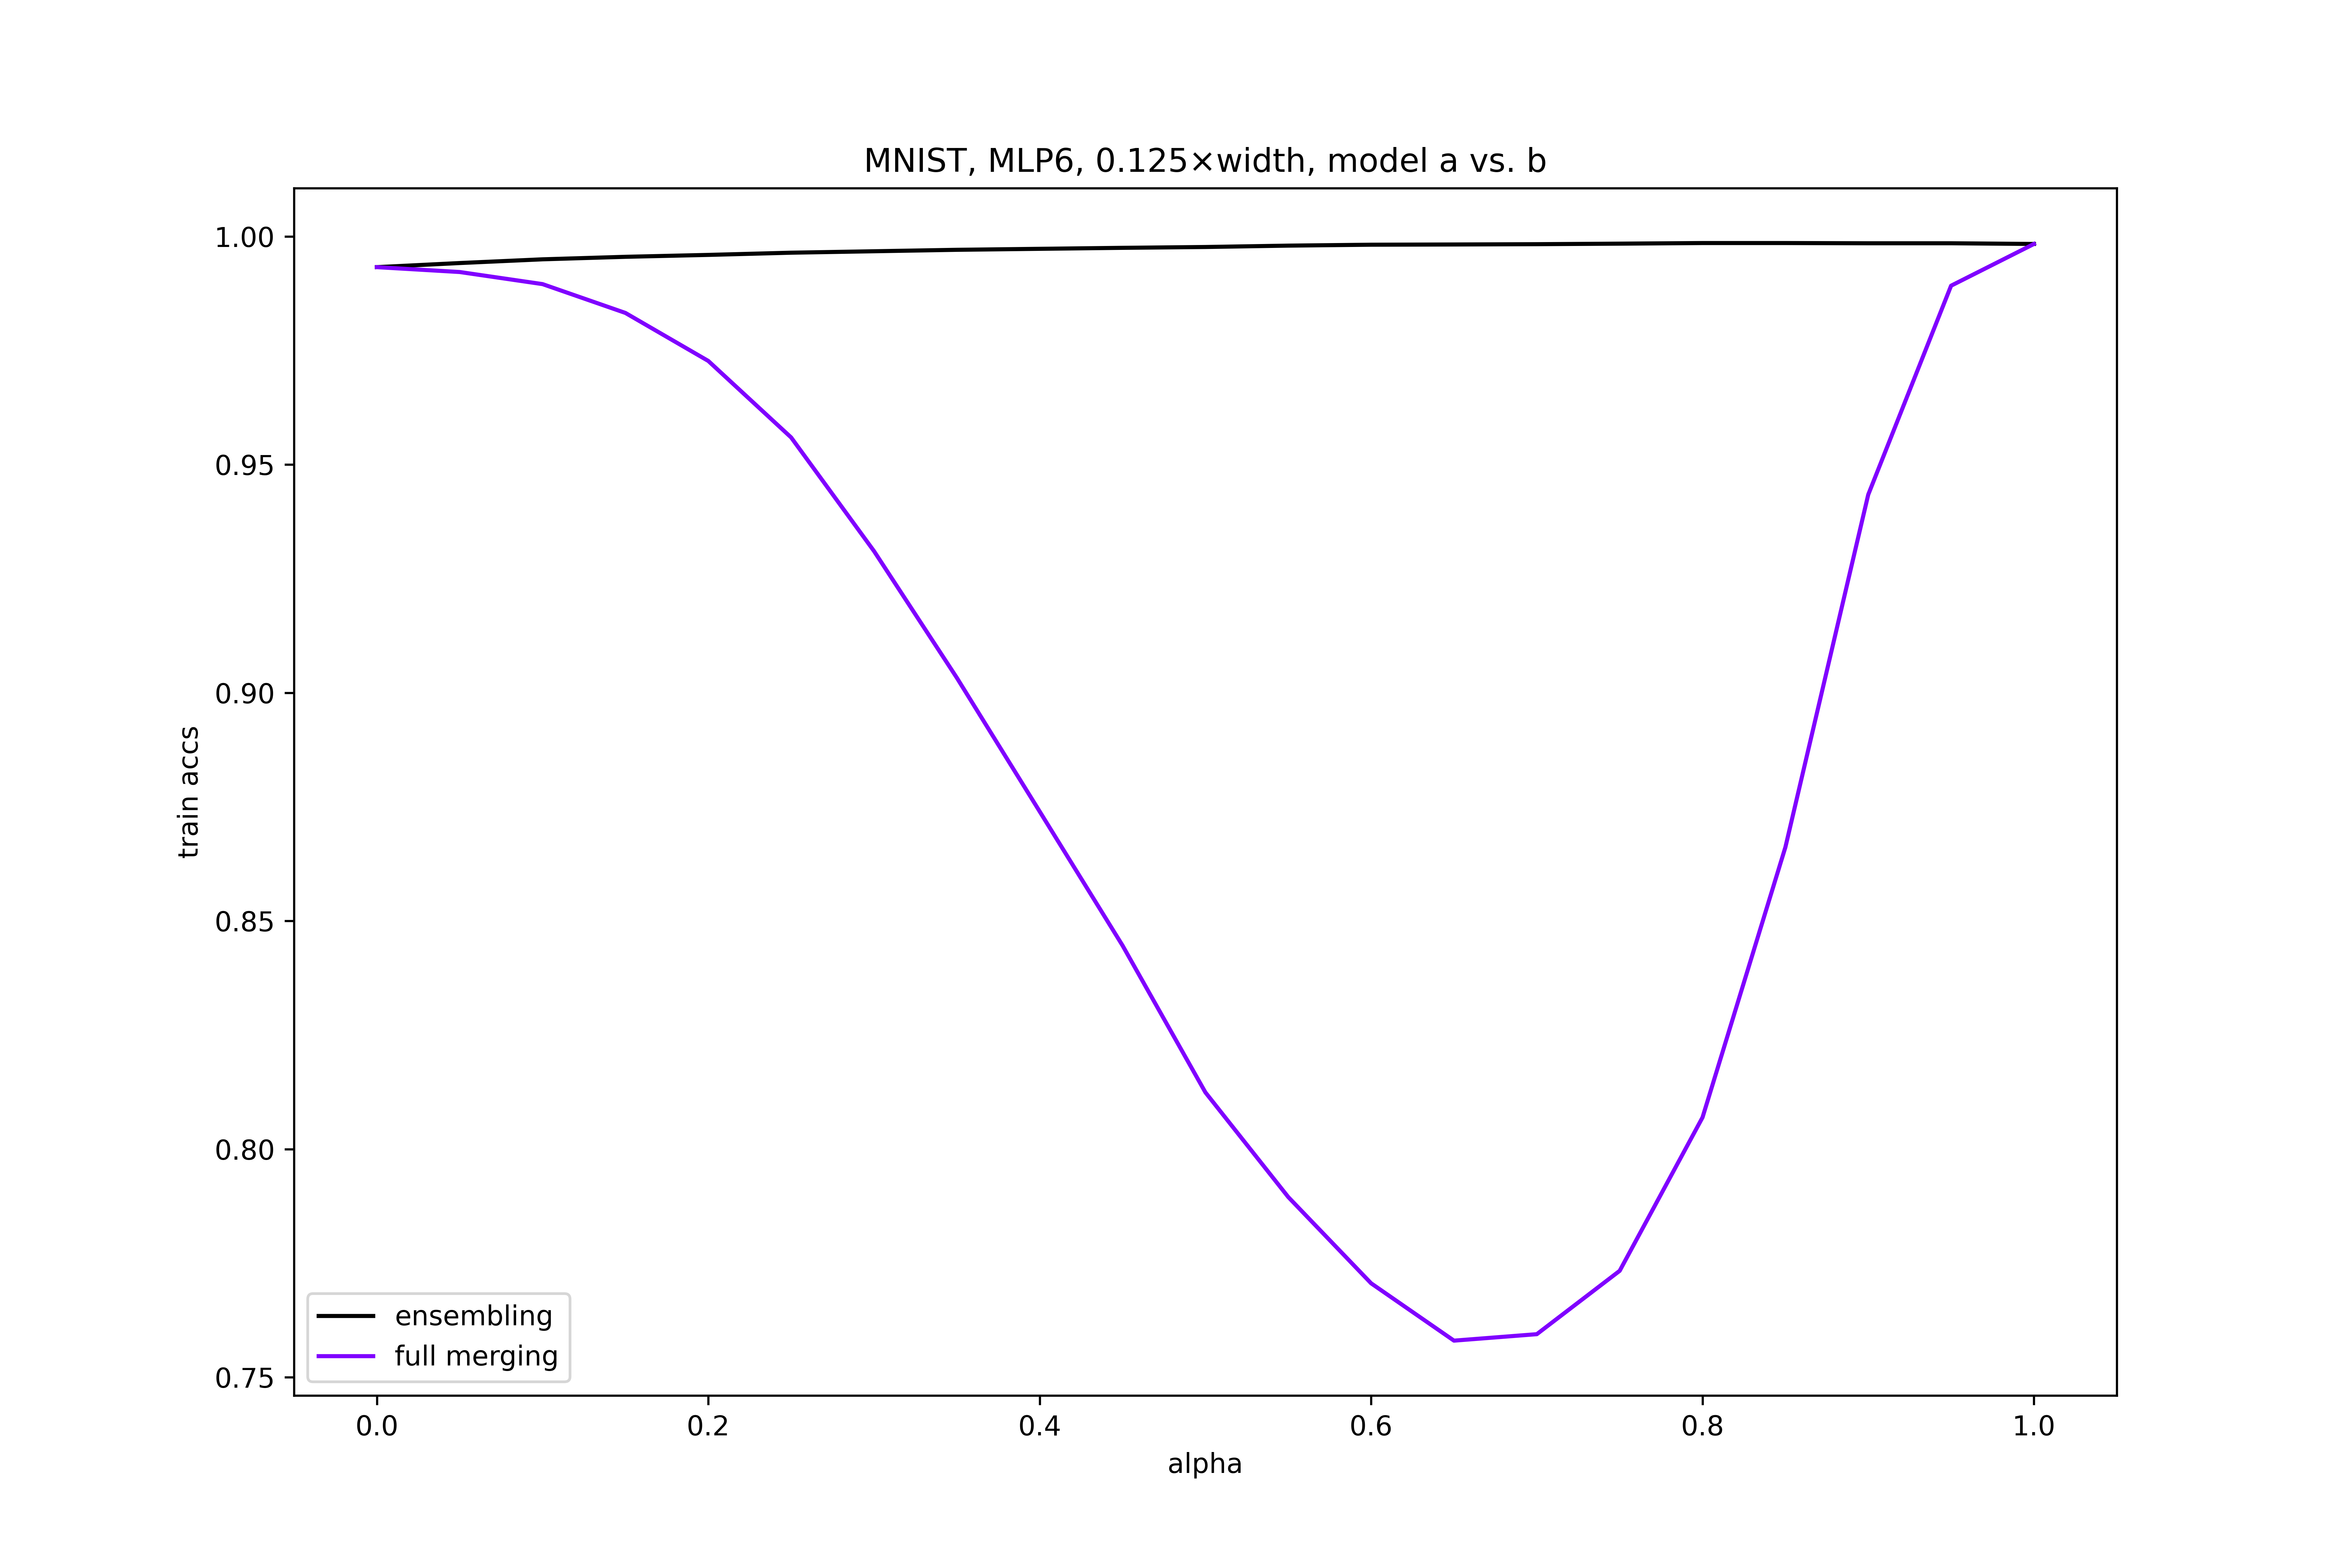 MNIST, MLP6, 0.125×width, model a vs. b
1.00
0.95
0.90
0.85
0.80
0.75
train accs
ensembling
full merging
0.0 0.2 0.4 0.6 0.8 1.0
alpha